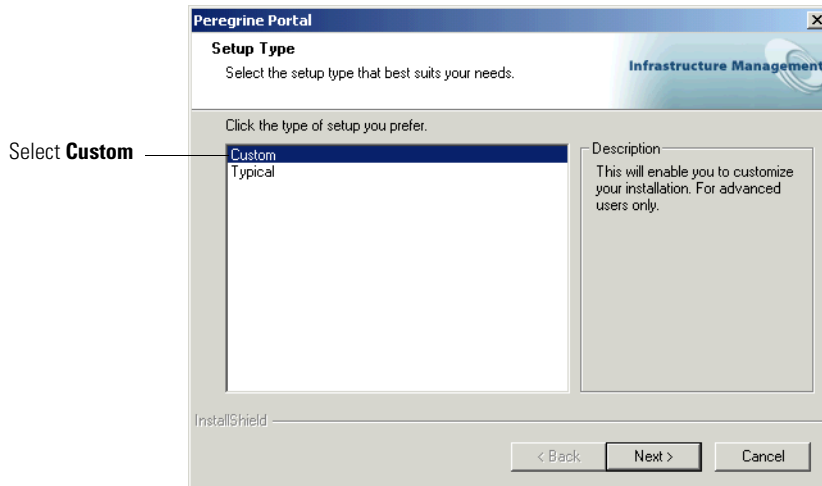 Peregrine Portal
Setup Type
Select the setup type that best suits your needs.
Infrastructure Management
Click the type of setup you prefer.
Select Custom
Custom
Typical
Description
This will enable you to customize
your installation. For advanced
users only.
InstallShield
< Back
Next >
Cancel